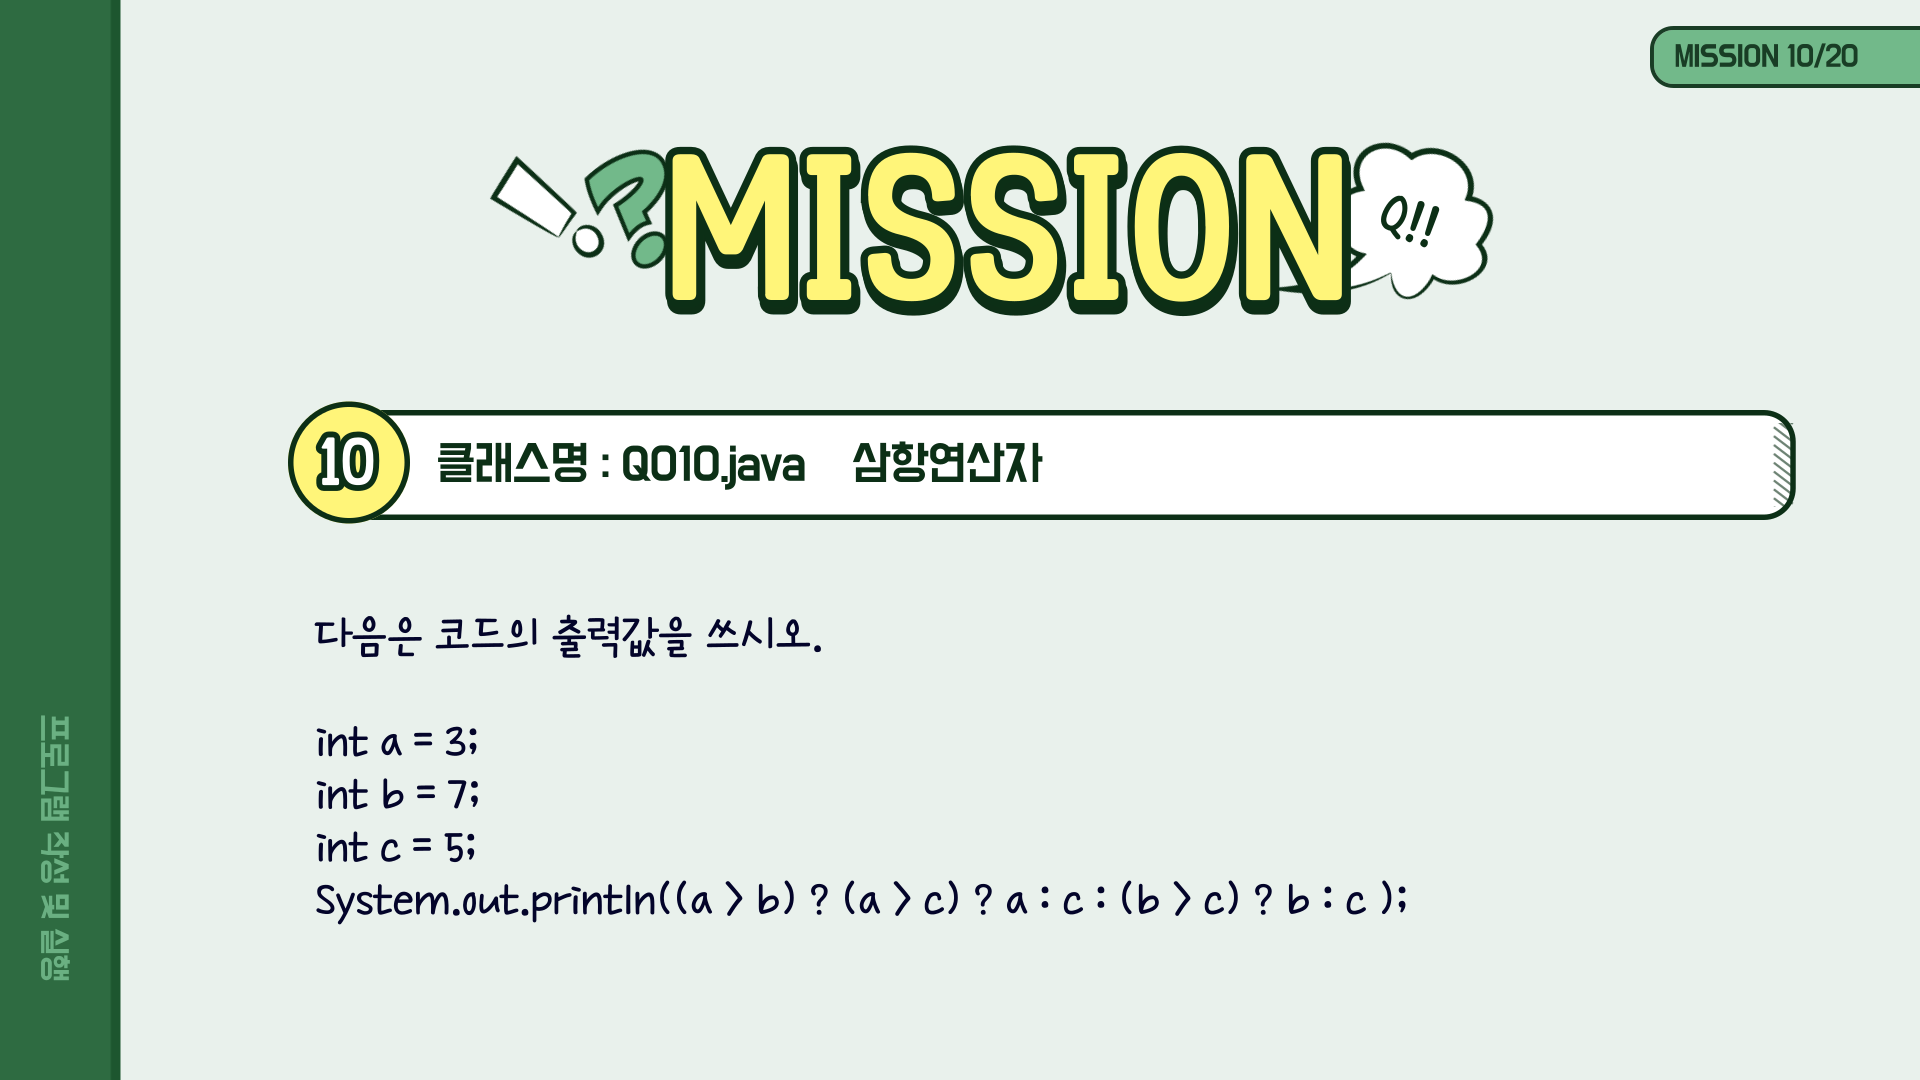 MISSION 10/20
MISSION
Q!!
10
클래스명 : Q010.java 삼항연산자
다음은 코드의 출력값을 쓰시오.
int a = 3;
int b = 7;
int c = 5;
System.out.println((a > b) ? (a > c) ? a : c : (b > c) ? b : c );
프로그램 작성 및 실행